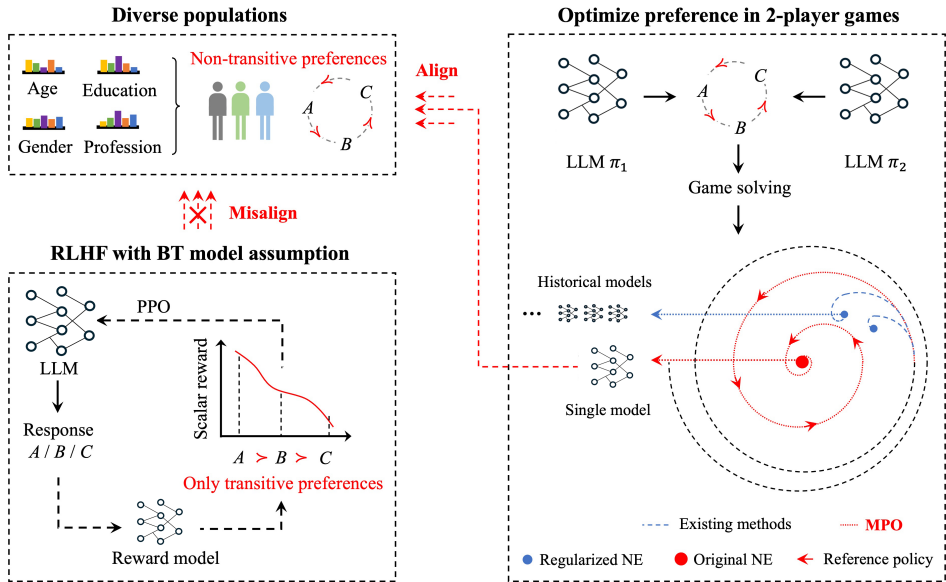 Diverse populations
Age
Education
Gender
Profession
Non-transitive preferences
A
C
B
Align
Misalign
RLHF with BT model assumption
LLM
PPO
Response
A / B / C
Scalar reward
A ≻ B ≻ C
Only transitive preferences
Reward model
Optimize preference in 2-player games
LLM π₁
A
C
B
LLM π₂
Game solving
Historical models
...
Single model
Existing methods
MPO
Regularized NE
Original NE
Reference policy